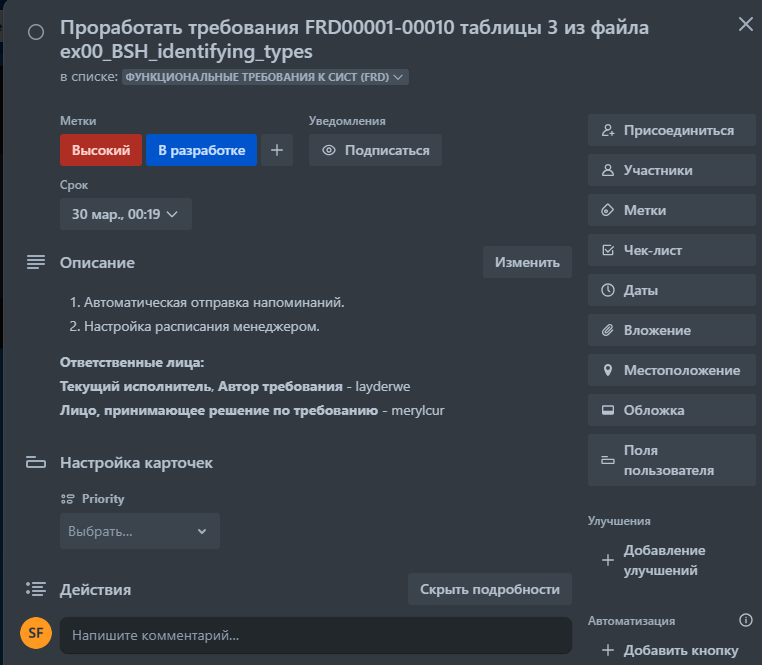 Проработать требования FRD00001-00010 таблицы 3 из файла
ex00_BSH_identifying_types
в списке: ФУНКЦИОНАЛЬНЫЕ ТРЕБОВАНИЯ К СИСТ (FRD)
Метки
Уведомления
Высокий
В разработке
+
Подписаться
Срок
30 мар., 00:19
Описание
Изменить
1. Автоматическая отправка напоминаний.
2. Настройка расписания менеджером.
Ответственные лица:
Текущий исполнитель, Автор требования - layderwe
Лицо, принимающее решение по требованию - merylcur
Настройка карточек
Priority
Выбрать...
Действия
Скрыть подробности
SF
Напишите комментарий...
Присоединиться
Участники
Метки
Чек-лист
Даты
Вложение
Местоположение
Обложка
Поля
пользователя
Улучшения
+ Добавление
улучшений
Автоматизация
+ Добавить кнопку